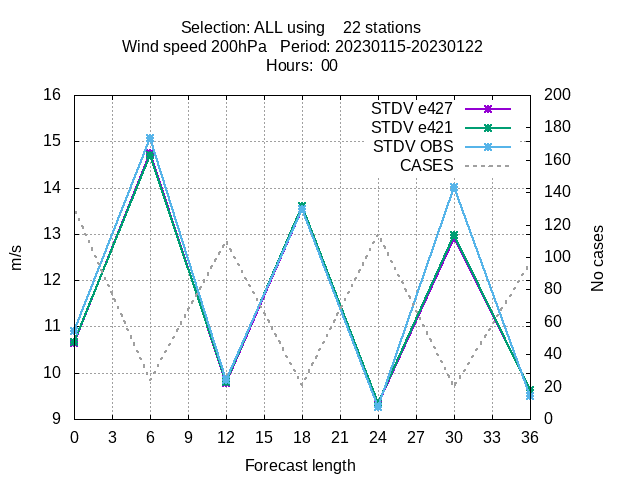 Selection: ALL using    22 stations
Wind speed 200hPa   Period: 20230115-20230122
Hours:  00
16 200
STDV e427
15 180
STDV e421
STDV OBS
160
CASES
14 140
13 120
12 100
11 80
60
10 40
20
9 0
m/s
No cases
0 3 6 9 12 15 18 21 24 27 30 33 36
Forecast length